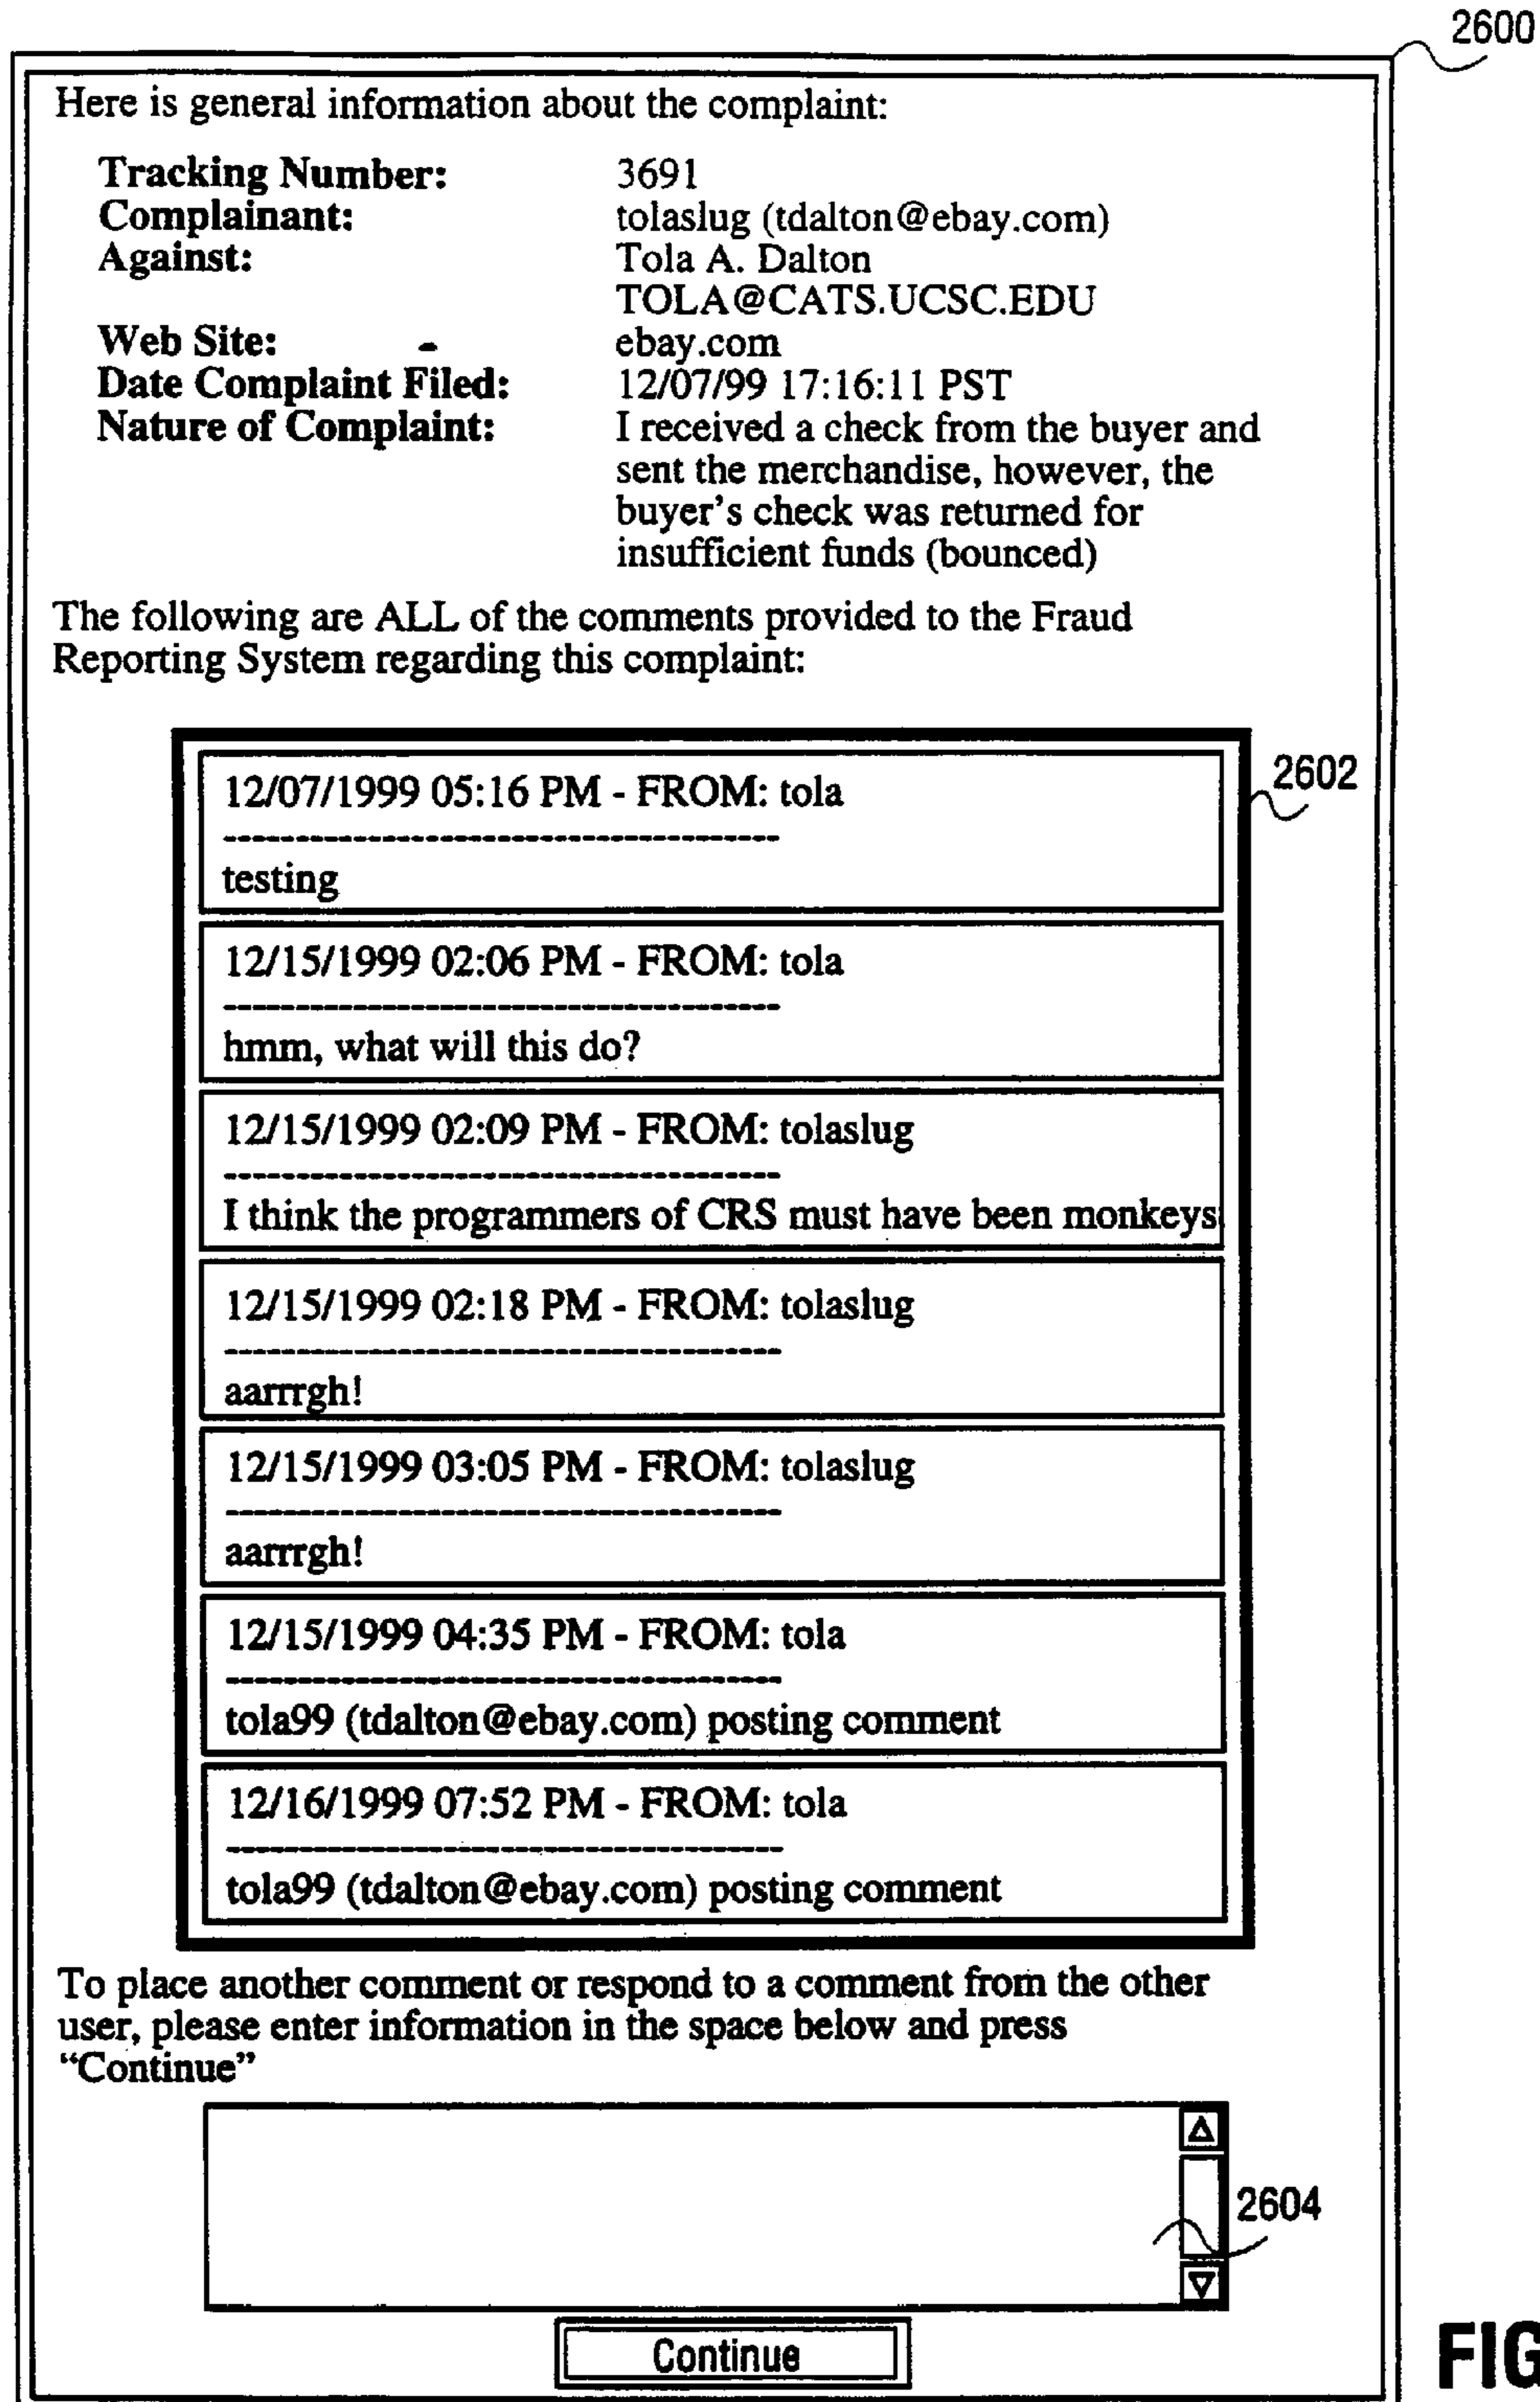 2600
Here is general information about the complaint:
Tracking Number: 3691
Complainant: tolaslug (tdalton@ebay.com)
Against: Tola A. Dalton
TOLA@CATS.UCSC.EDU
Web Site: ebay.com
Date Complaint Filed: 12/07/99 17:16:11 PST
Nature of Complaint: I received a check from the buyer and
sent the merchandise, however, the
buyer's check was returned for
insufficient funds (bounced)
The following are ALL of the comments provided to the Fraud
Reporting System regarding this complaint:
2602
12/07/1999 05:16 PM - FROM: tola
---------------------------------------
testing
12/15/1999 02:06 PM - FROM: tola
---------------------------------------
hmm, what will this do?
12/15/1999 02:09 PM - FROM: tolaslug
---------------------------------------
I think the programmers of CRS must have been monkeys
12/15/1999 02:18 PM - FROM: tolaslug
---------------------------------------
aarrrgh!
12/15/1999 03:05 PM - FROM: tolaslug
---------------------------------------
aarrrgh!
12/15/1999 04:35 PM - FROM: tola
---------------------------------------
tola99 (tdalton@ebay.com) posting comment
12/16/1999 07:52 PM - FROM: tola
---------------------------------------
tola99 (tdalton@ebay.com) posting comment
To place another comment or respond to a comment from the other
user, please enter information in the space below and press
“Continue”
2604
Continue
FIG